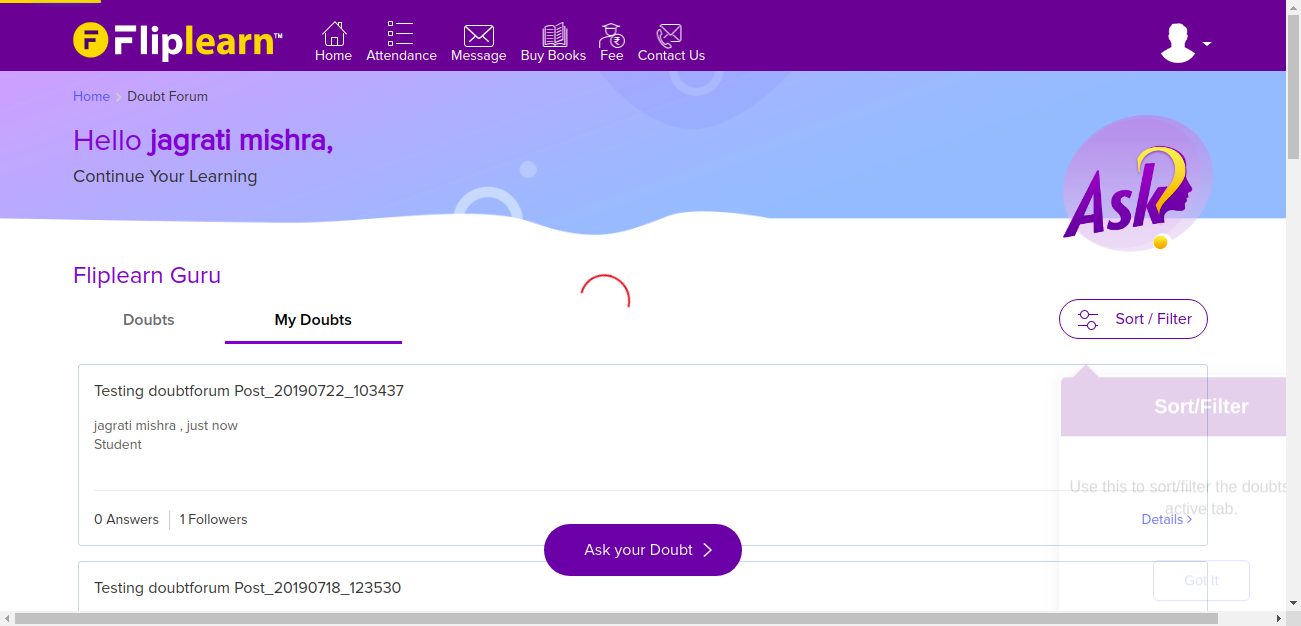 Fliplearn™
Home
Attendance
Message
Buy Books
Fee
Contact Us
Home > Doubt Forum
Hello jagrati mishra,
Continue Your Learning
Ask?
Fliplearn Guru
Doubts
My Doubts
Sort / Filter
Testing doubtforum Post_20190722_103437
jagrati mishra , just now
Student
Sort/Filter
Use this to sort/filter the doubts
active tab.
0 Answers
1 Followers
Details >
Ask your Doubt >
Got It
Testing doubtforum Post_20190718_123530